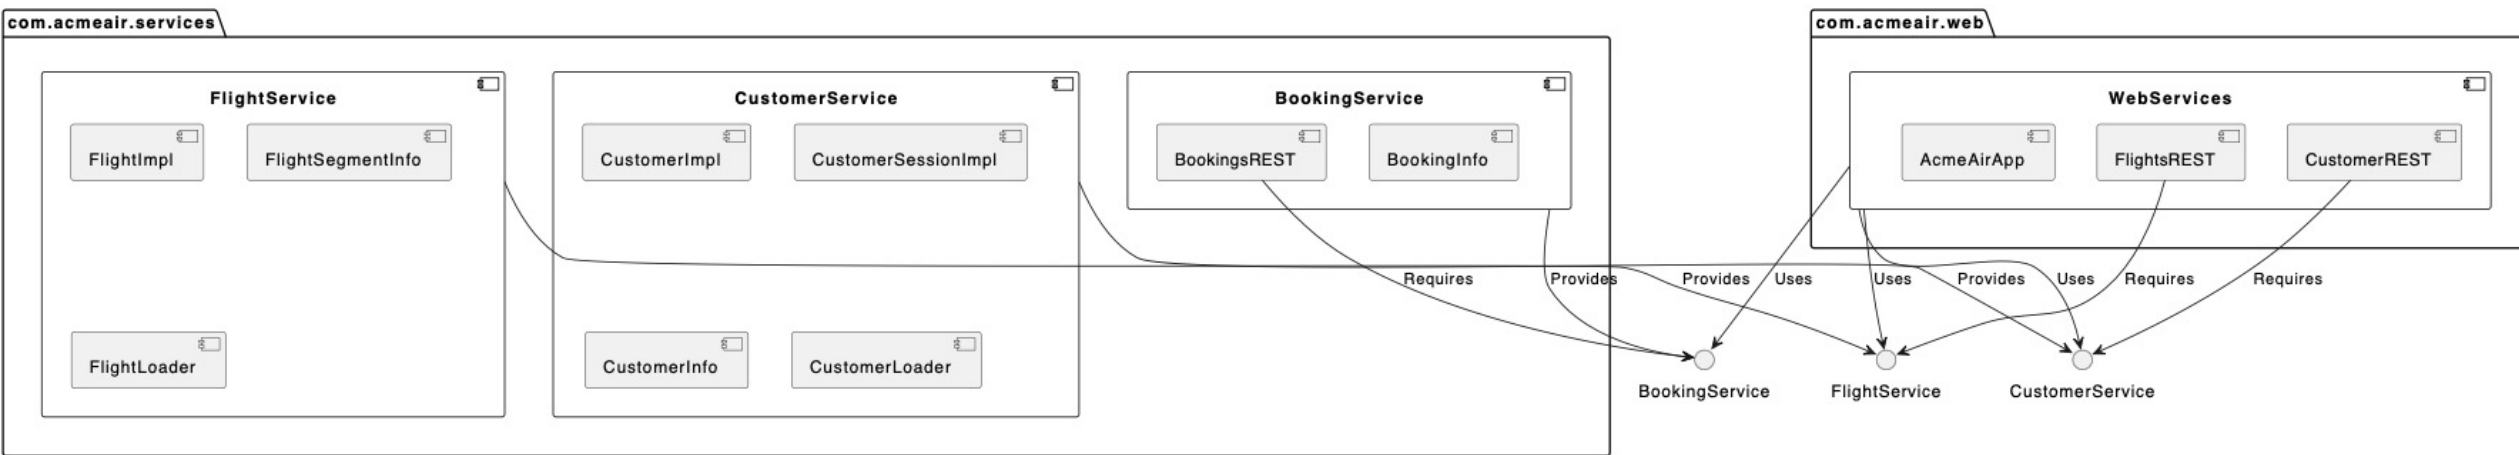 com.acmeair.services
com.acmeair.web
FlightService
CustomerService
BookingService
WebServices
FlightImpl
FlightSegmentInfo
CustomerImpl
CustomerSessionImpl
BookingsREST
BookingInfo
AcmeAirApp
FlightsREST
CustomerREST
Requires
Provides
Provides
Uses
Uses
Provides
Uses
Requires
Requires
FlightLoader
CustomerInfo
CustomerLoader
BookingService
FlightService
CustomerService